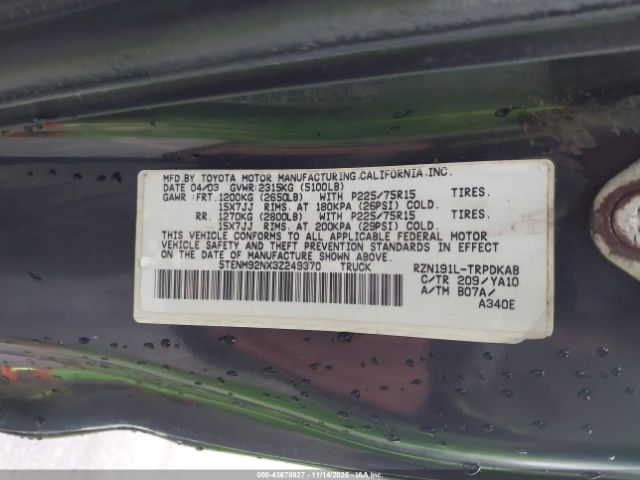 MFD.BY TOYOTA MOTOR MANUFACTURING,CALIFORNIA,INC.
DATE 04/03 GVWR:2315KG (5100LB)
GAWR:FRT.1200KG (2650LB) WITH P225/75R15 TIRES.
15X7JJ RIMS. AT 180KPA (26PSI) COLD.
RR. 1270KG (2800LB) WITH P225/75R15 TIRES.
15X7JJ RIMS. AT 200KPA (29PSI) COLD.
THIS VEHICLE CONFORMS TO ALL APPLICABLE FEDERAL MOTOR
VEHICLE SAFETY AND THEFT PREVENTION STANDARDS IN EFFECT
ON THE DATE OF MANUFACTURE SHOWN ABOVE.
5TENM92NX3Z249370 TRUCK RZN191L-TRPDKAB
C/TR 209/YA10
A/TM B07A/
A340E
000-43678927 - 11/14/2025 - IAAI.com